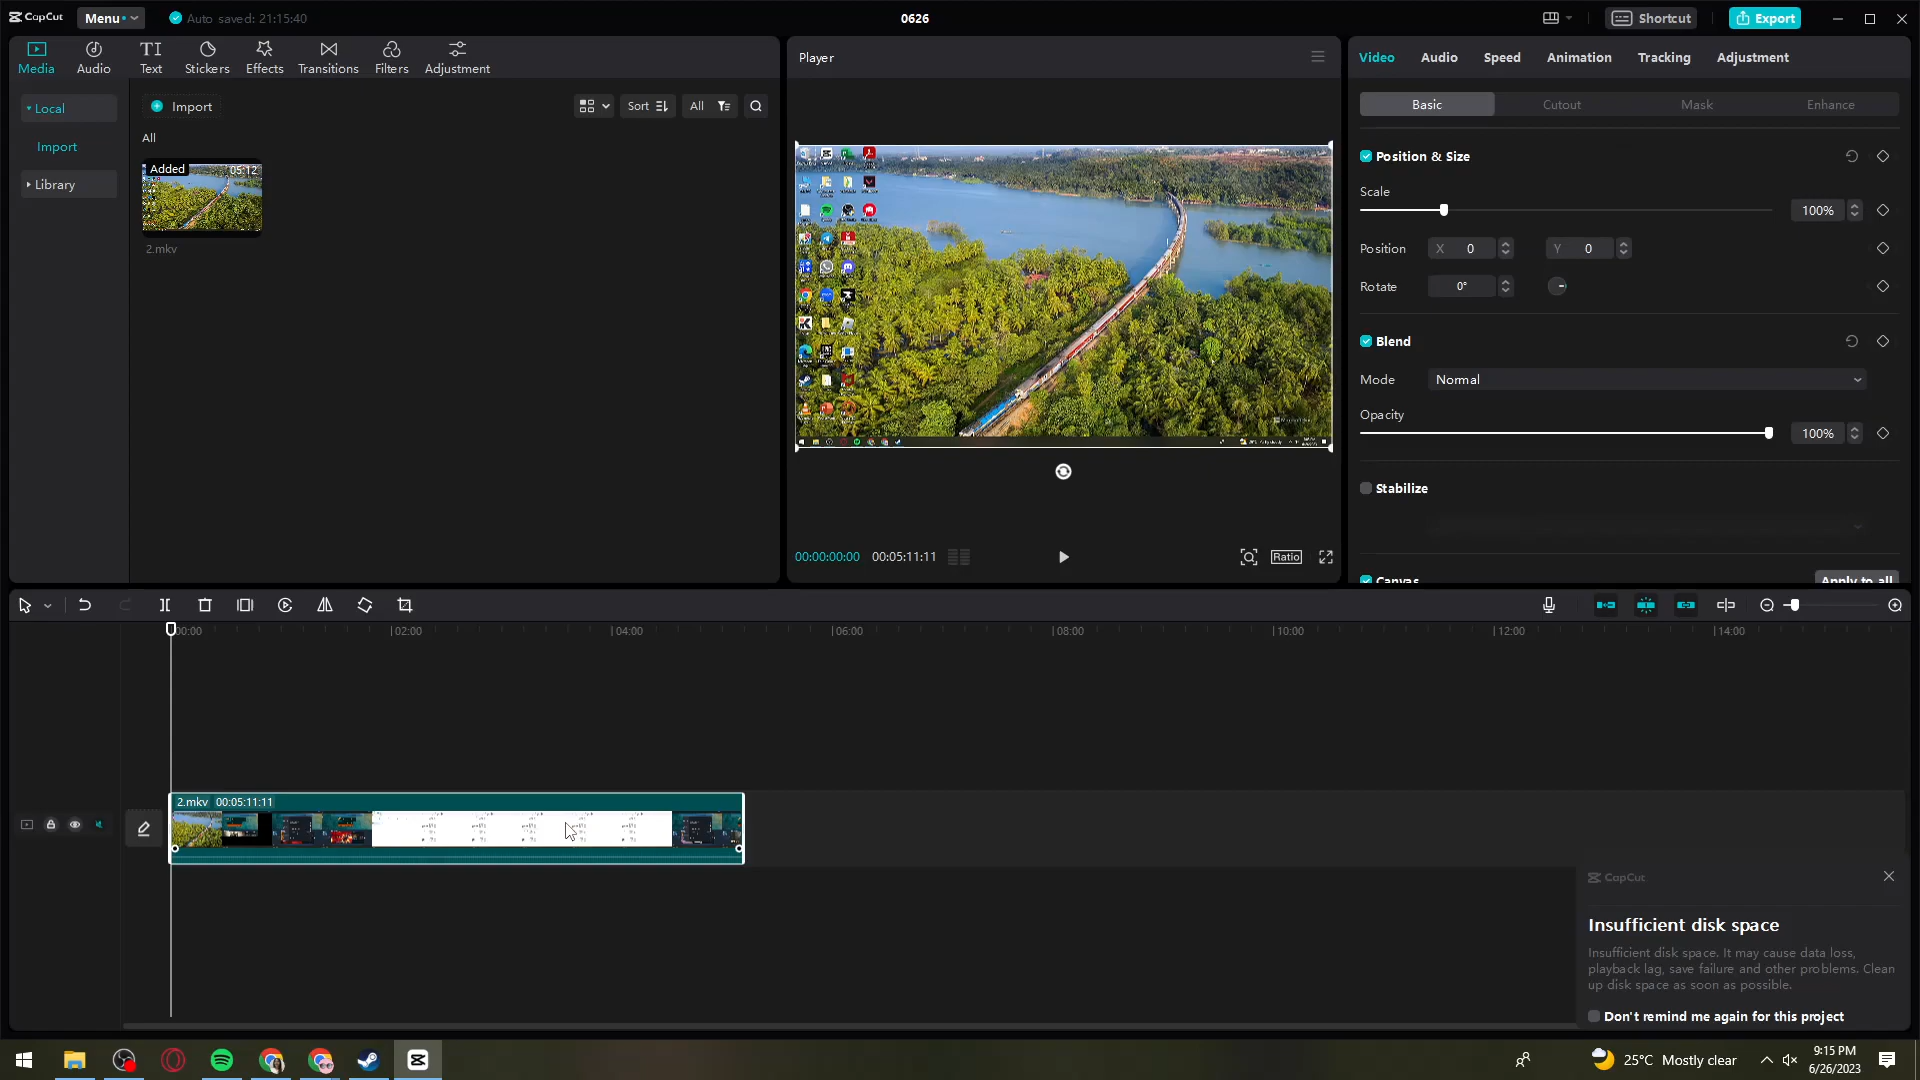 CapCut Menu Auto saved: 21:15:40 0626 Shortcut Export
Media Audio Text Stickers Effects Transitions Filters Adjustment
Local
Import
Library
Import Sort All
All
Added 05:12
2.mkv
Player
00:00:00:00 00:05:11:11 Ratio
Video Audio Speed Animation Tracking Adjustment
Basic Cutout Mask Enhance
Position & Size
Scale
100%
Position X 0 Y 0
Rotate 0°
Blend
Mode Normal
Opacity
100%
Stabilize
Canvas Apply to all
00:00 02:00 04:00 06:00 08:00 10:00 12:00 14:00
2.mkv 00:05:11:11
CapCut
Insufficient disk space
Insufficient disk space. It may cause data loss,
playback lag, save failure and other problems. Clean
up disk space as soon as possible.
Don't remind me again for this project
25°C Mostly clear
9:15 PM
6/26/2023